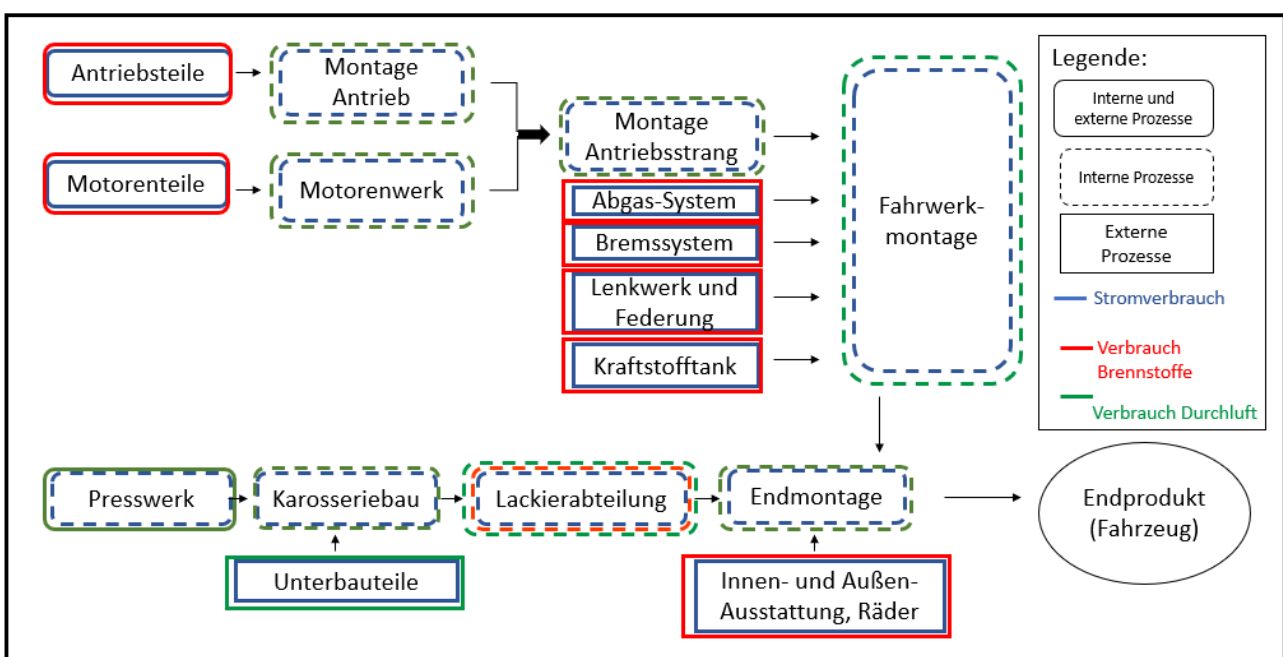 Antriebsteile
Montage
Antrieb
Motorenteile
Motorenwerk
Montage
Antriebsstrang
Abgas-System
Bremssystem
Lenkwerk und
Federung
Kraftstofftank
Fahrwerk-
montage
Legende:
Interne und
externe Prozesse
Interne Prozesse
Externe
Prozesse
Stromverbrauch
Verbrauch
Brennstoffe
Verbrauch Durchluft
Presswerk
Karosseriebau
Lackierabteilung
Endmontage
Endprodukt
(Fahrzeug)
Unterbauteile
Innen- und Außen-
Ausstattung, Räder